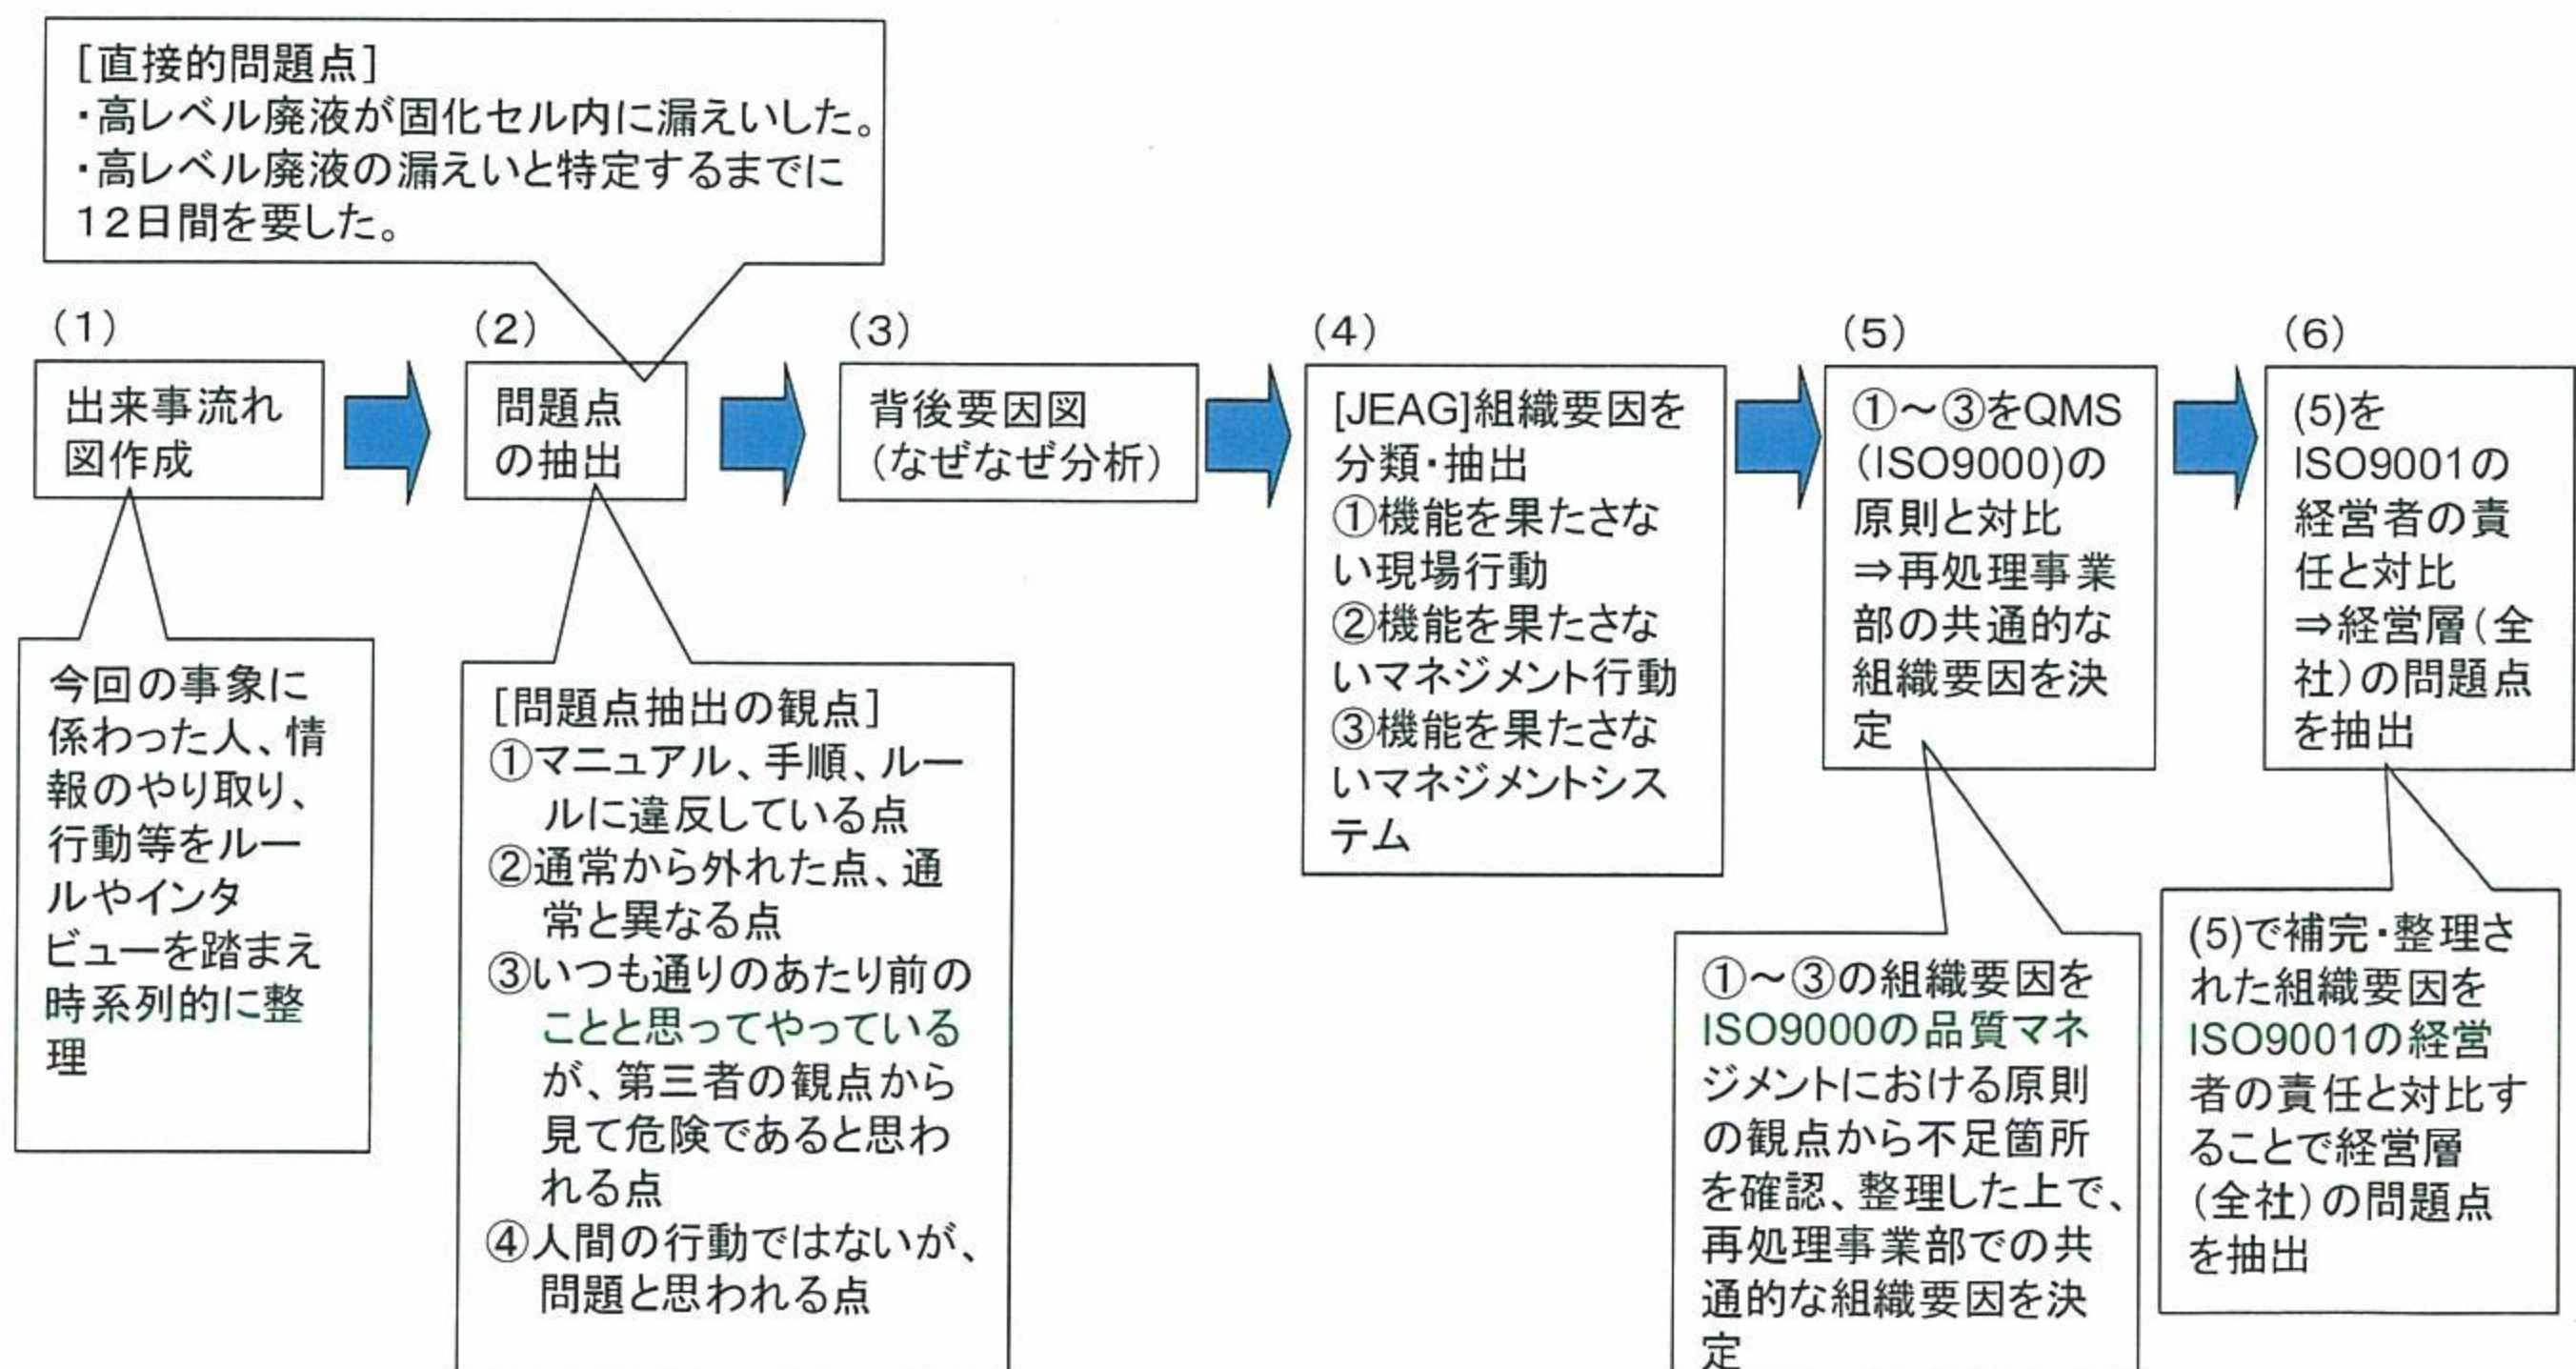 [直接的問題点]
・高レベル廃液が固化セル内に漏えいした。
・高レベル廃液の漏えいと特定するまでに
１２日間を要した。
（１）
出来事流れ
図作成
今回の事象に
係わった人、情
報のやり取り、
行動等をルー
ルやインタ
ビューを踏まえ
時系列的に整
理
（２）
問題点
の抽出
[問題点抽出の観点]
①マニュアル、手順、ルー
ルに違反している点
②通常から外れた点、通
常と異なる点
③いつも通りのあたり前の
ことと思ってやっている
が、第三者の観点から
見て危険であると思わ
れる点
④人間の行動ではないが、
問題と思われる点
（３）
背後要因図
（なぜなぜ分析）
（４）
[JEAG]組織要因を
分類・抽出
①機能を果たさな
い現場行動
②機能を果たさな
いマネジメント行動
③機能を果たさな
いマネジメントシス
テム
（５）
①～③をQMS
（ISO9000)の
原則と対比
⇒再処理事業
部の共通的な
組織要因を決
定
①～③の組織要因を
ISO9000の品質マネ
ジメントにおける原則
の観点から不足箇所
を確認、整理した上で、
再処理事業部での共
通的な組織要因を決
定
（６）
(5)を
ISO9001の
経営者の責
任と対比
⇒経営層（全
社）の問題点
を抽出
(5)で補完・整理さ
れた組織要因を
ISO9001の経営
者の責任と対比す
ることで経営層
（全社）の問題点
を抽出